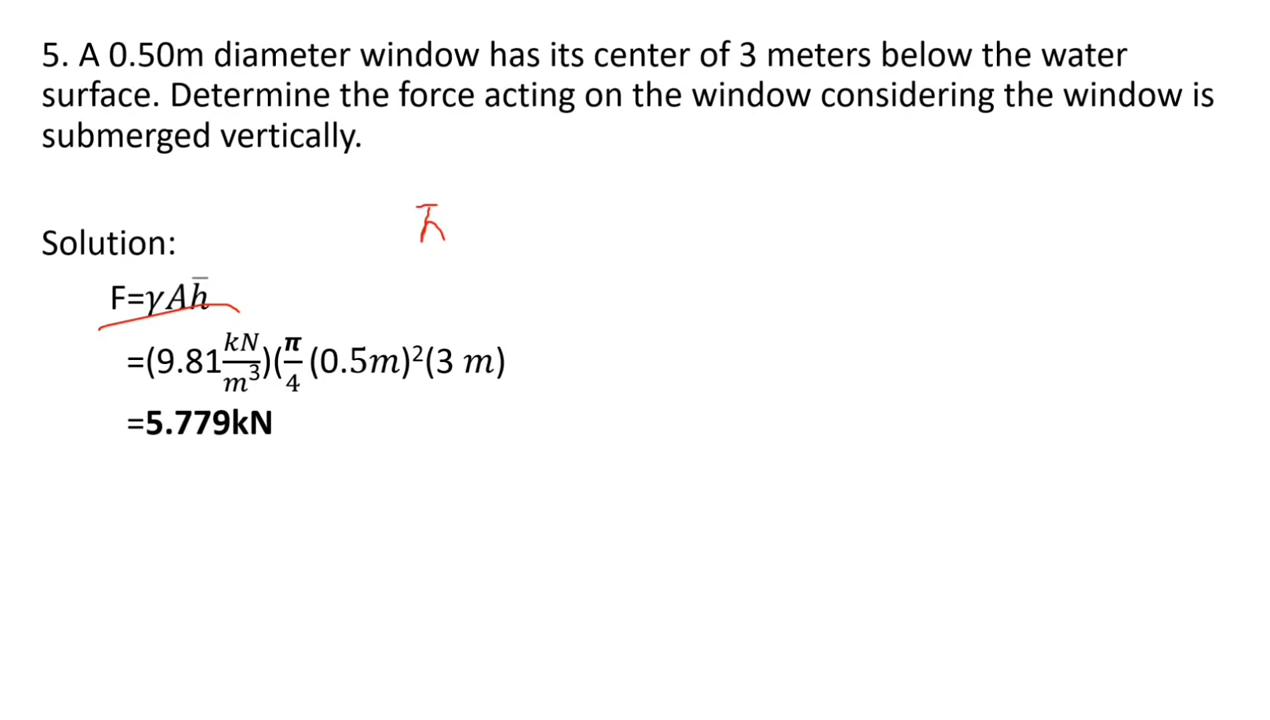 5. A 0.50m diameter window has its center of 3 meters below the water
surface. Determine the force acting on the window considering the window is
submerged vertically.
h̅
Solution:
F=γAh̅
=(9.81 kN/m³)(π/4 (0.5m)²(3 m)
=5.779kN